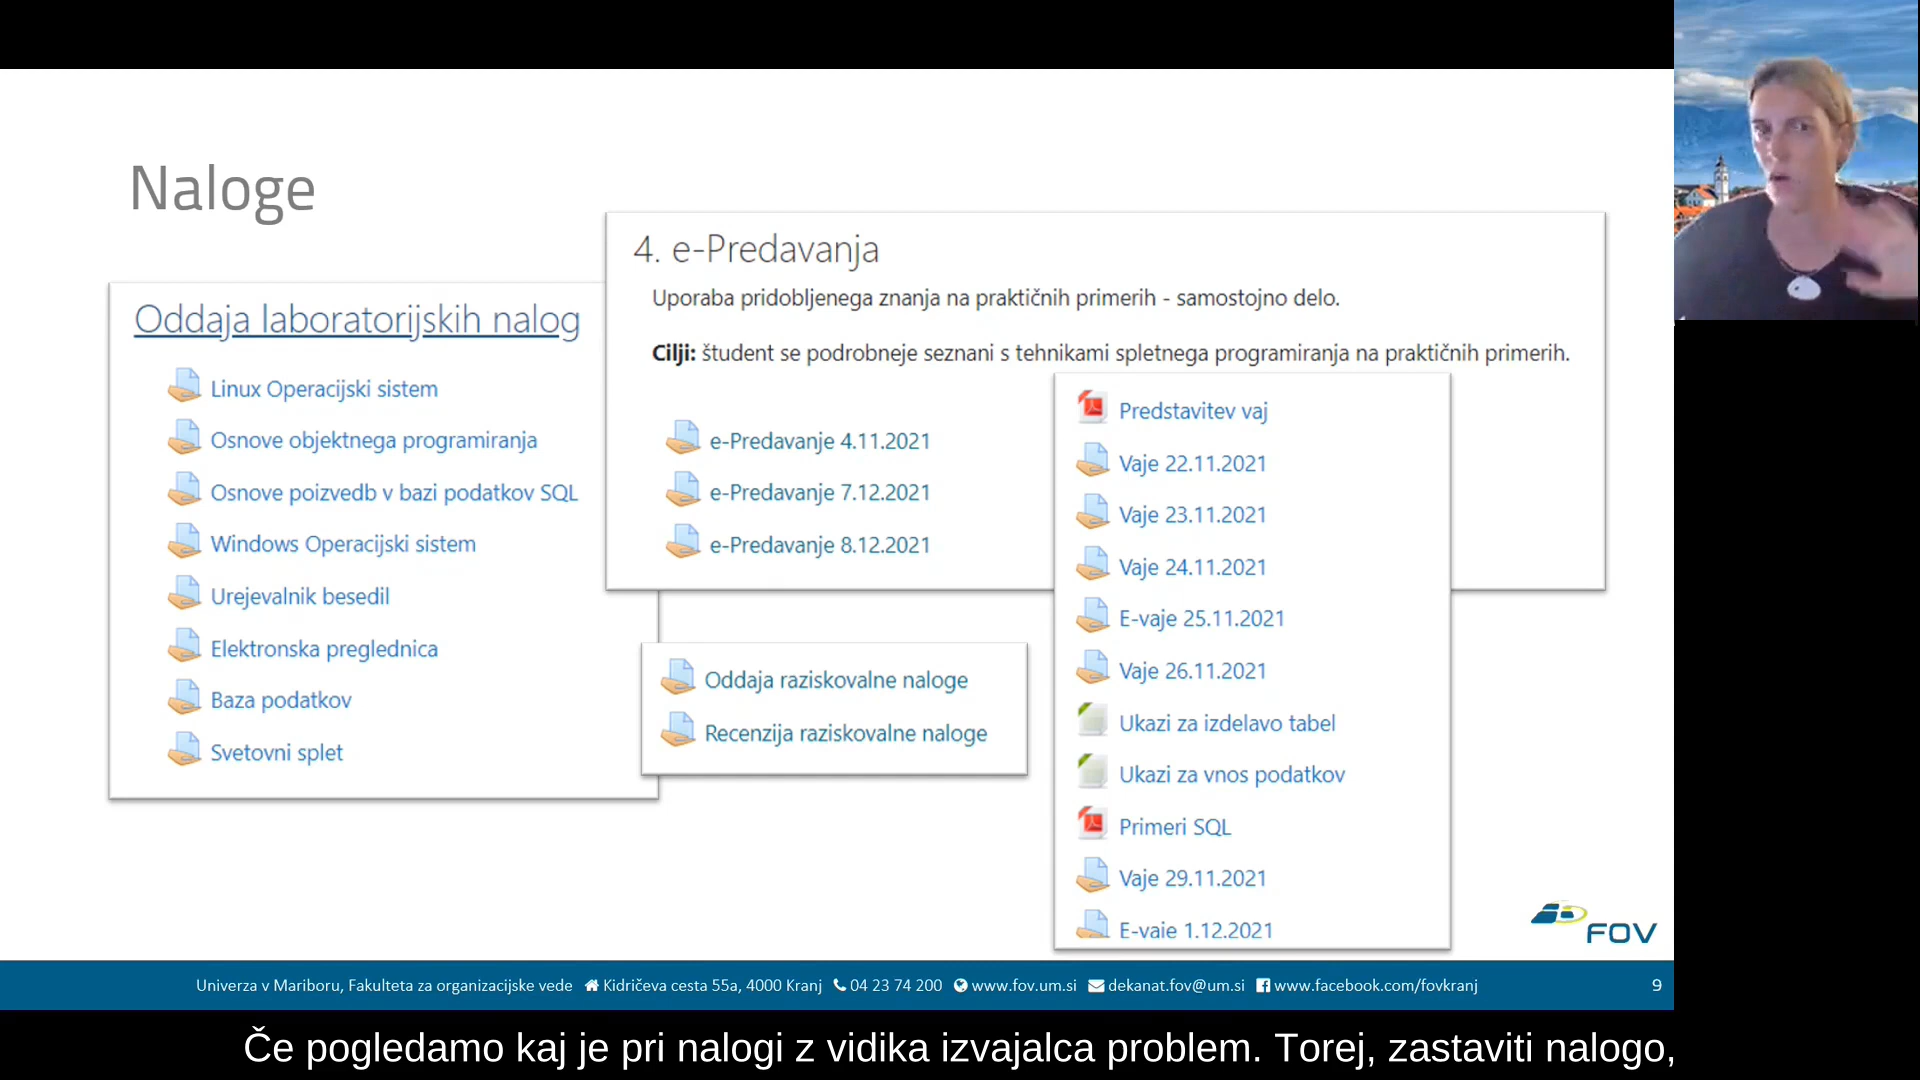 Naloge
Oddaja laboratorijskih nalog
Linux Operacijski sistem
Osnove objektnega programiranja
Osnove poizvedb v bazi podatkov SQL
Windows Operacijski sistem
Urejevalnik besedil
Elektronska preglednica
Baza podatkov
Svetovni splet
4. e-Predavanja
Uporaba pridobljenega znanja na praktičnih primerih - samostojno delo.
Cilji: študent se podrobneje seznani s tehnikami spletnega programiranja na praktičnih primerih.
e-Predavanje 4.11.2021
e-Predavanje 7.12.2021
e-Predavanje 8.12.2021
Oddaja raziskovalne naloge
Recenzija raziskovalne naloge
Predstavitev vaj
Vaje 22.11.2021
Vaje 23.11.2021
Vaje 24.11.2021
E-vaje 25.11.2021
Vaje 26.11.2021
Ukazi za izdelavo tabel
Ukazi za vnos podatkov
Primeri SQL
Vaje 29.11.2021
E-vaje 1.12.2021
FOV
Univerza v Mariboru, Fakulteta za organizacijske vede Kidričeva cesta 55a, 4000 Kranj 04 23 74 200 www.fov.um.si dekanat.fov@um.si www.facebook.com/fovkranj 9
Če pogledamo kaj je pri nalogi z vidika izvajalca problem. Torej, zastaviti nalogo,